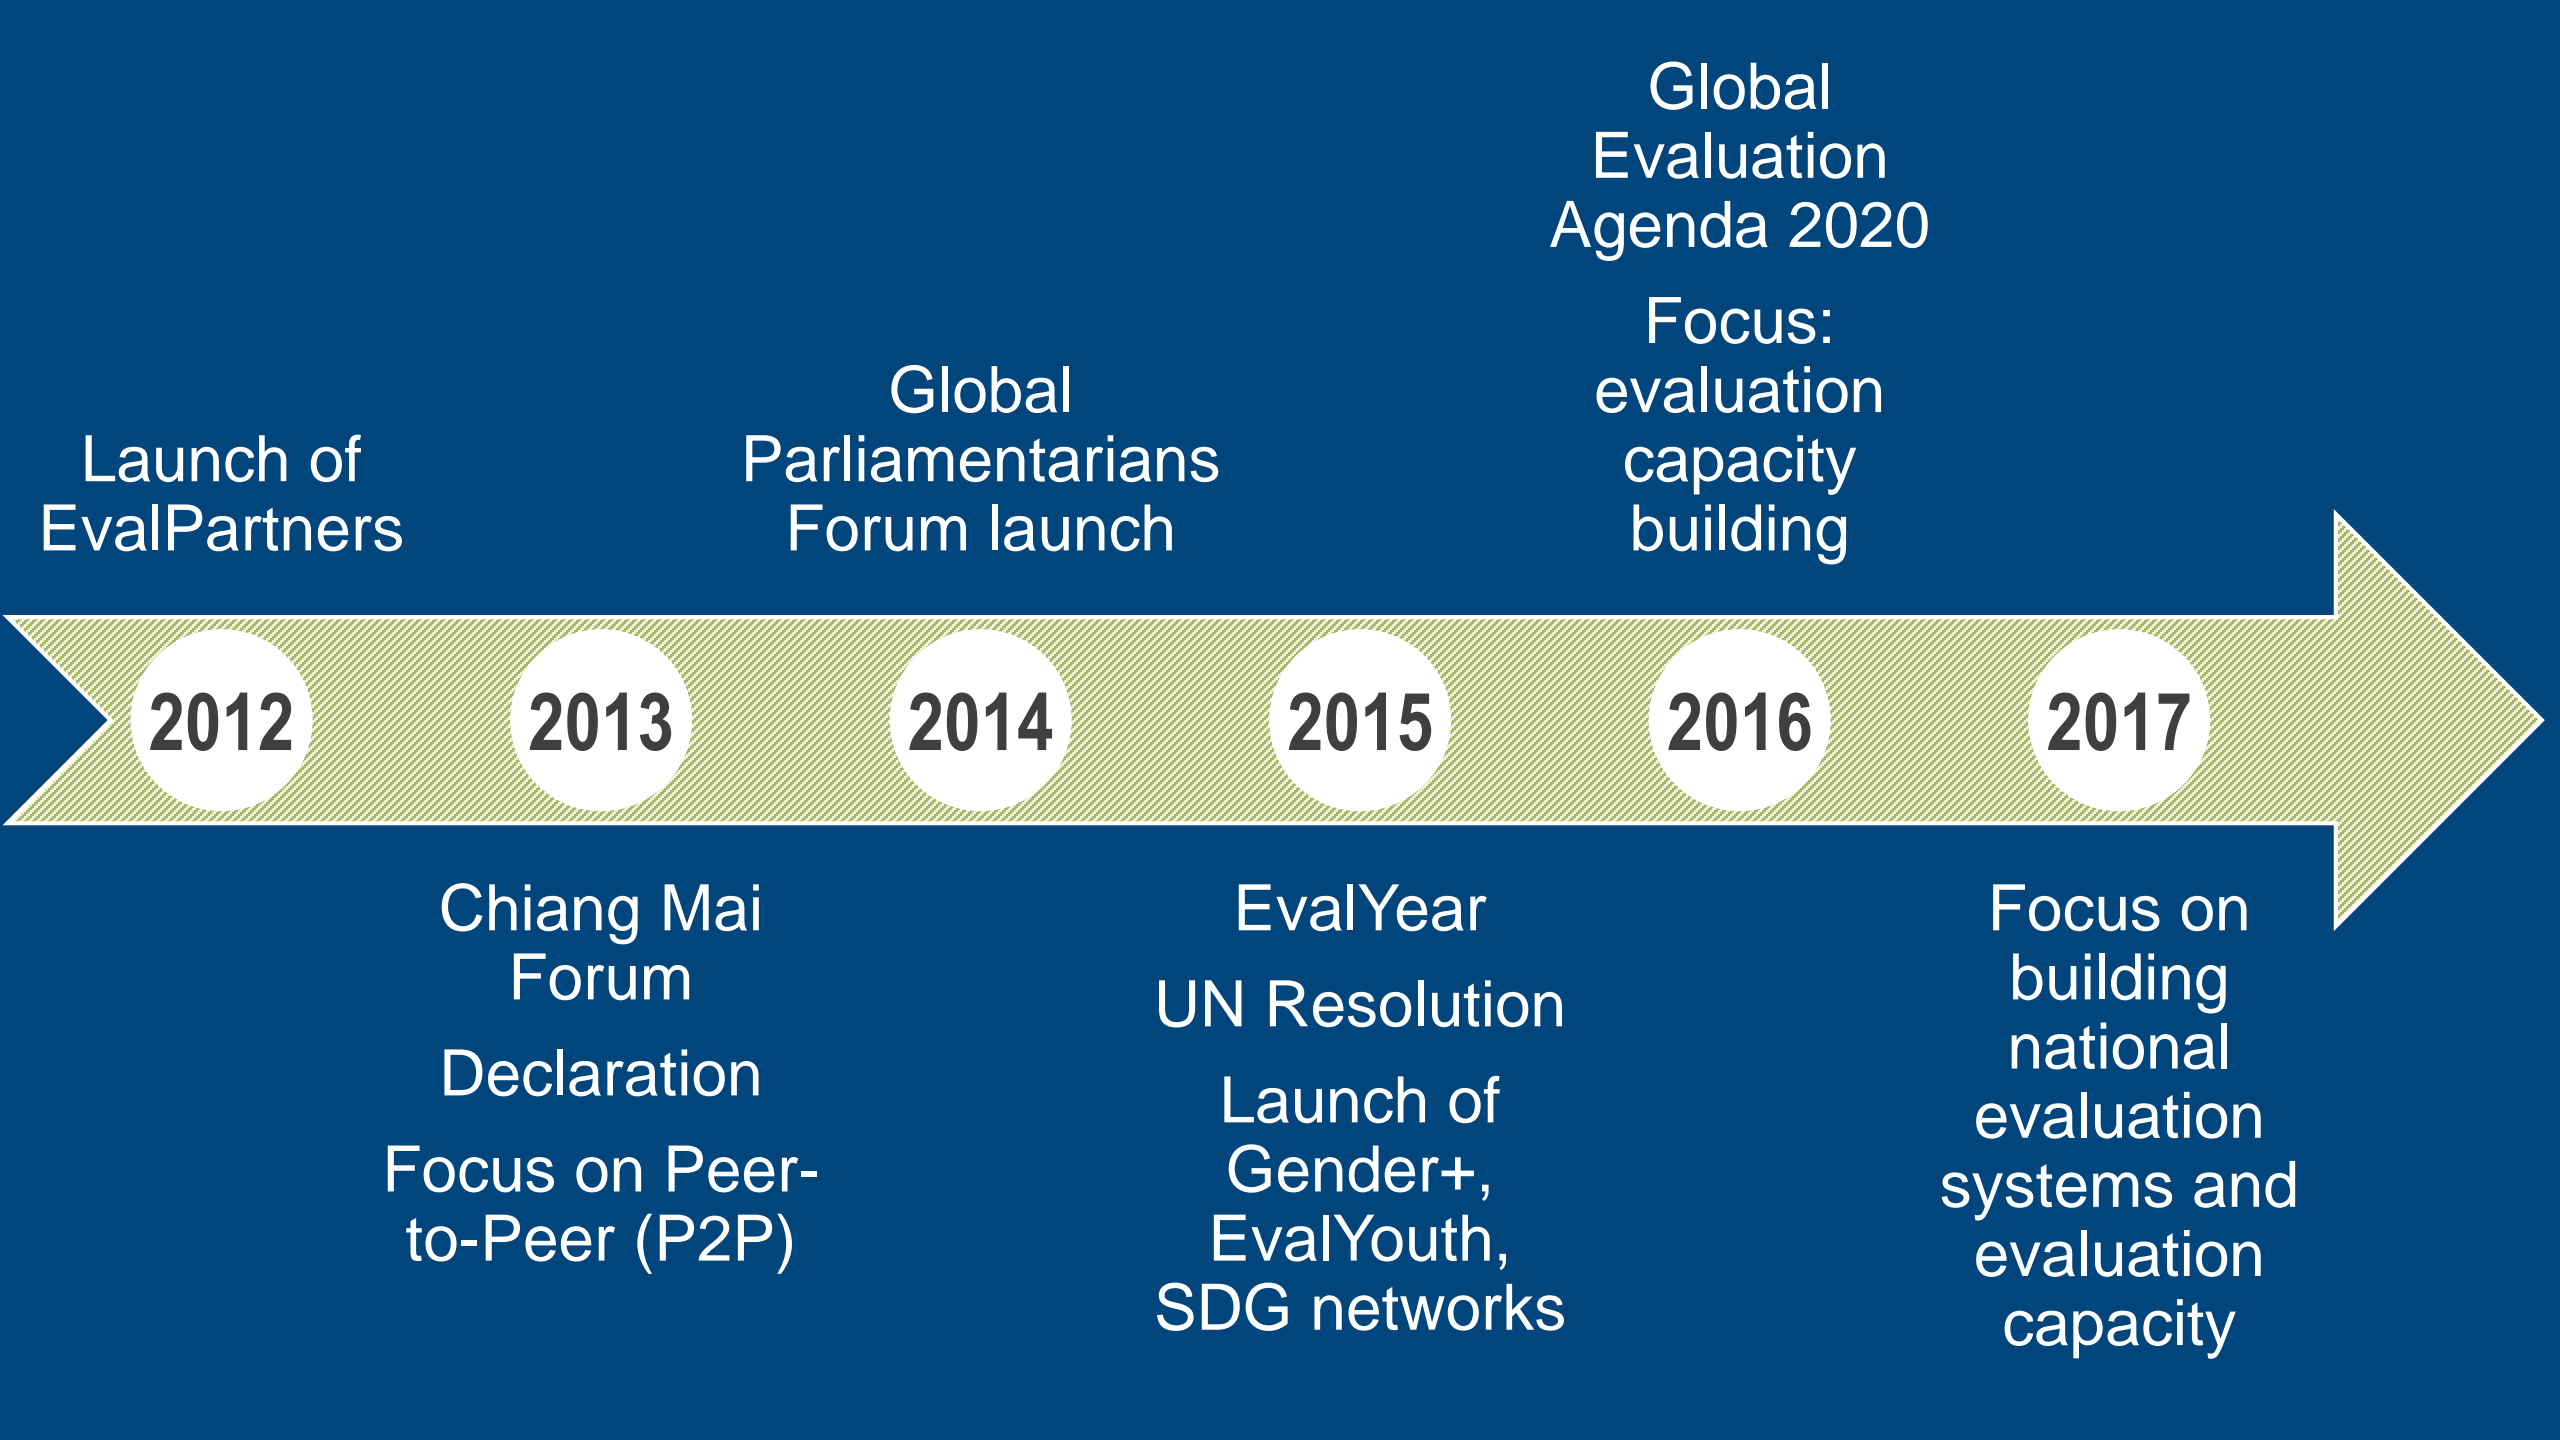 Launch of
EvalPartners
Global
Parliamentarians
Forum launch
Global
Evaluation
Agenda 2020
Focus:
evaluation
capacity
building
2012
2013
2014
2015
2016
2017
Chiang Mai
Forum
Declaration
Focus on Peer-
to-Peer (P2P)
EvalYear
UN Resolution
Launch of
Gender+,
EvalYouth,
SDG networks
Focus on
building
national
evaluation
systems and
evaluation
capacity